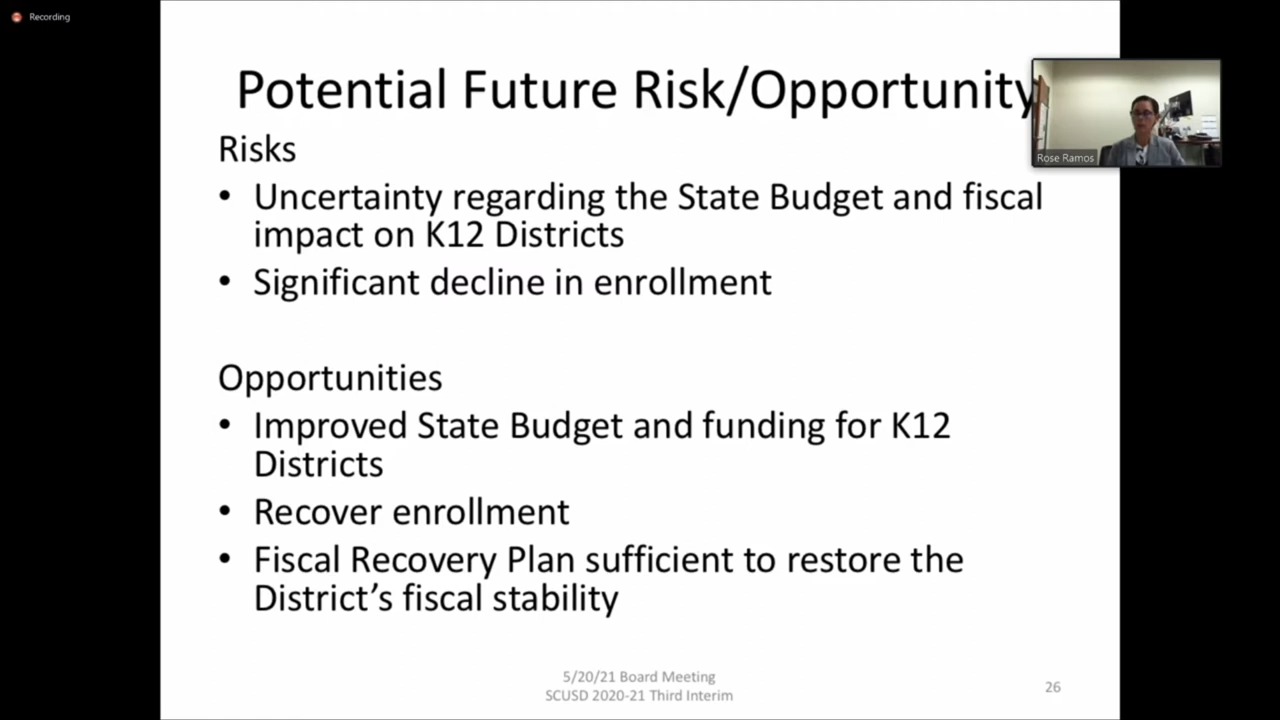 Recording
Potential Future Risk/Opportunity
Rose Ramos
Risks
• Uncertainty regarding the State Budget and fiscal
impact on K12 Districts
• Significant decline in enrollment
Opportunities
• Improved State Budget and funding for K12
Districts
• Recover enrollment
• Fiscal Recovery Plan sufficient to restore the
District’s fiscal stability
5/20/21 Board Meeting
SCUSD 2020-21 Third Interim
26